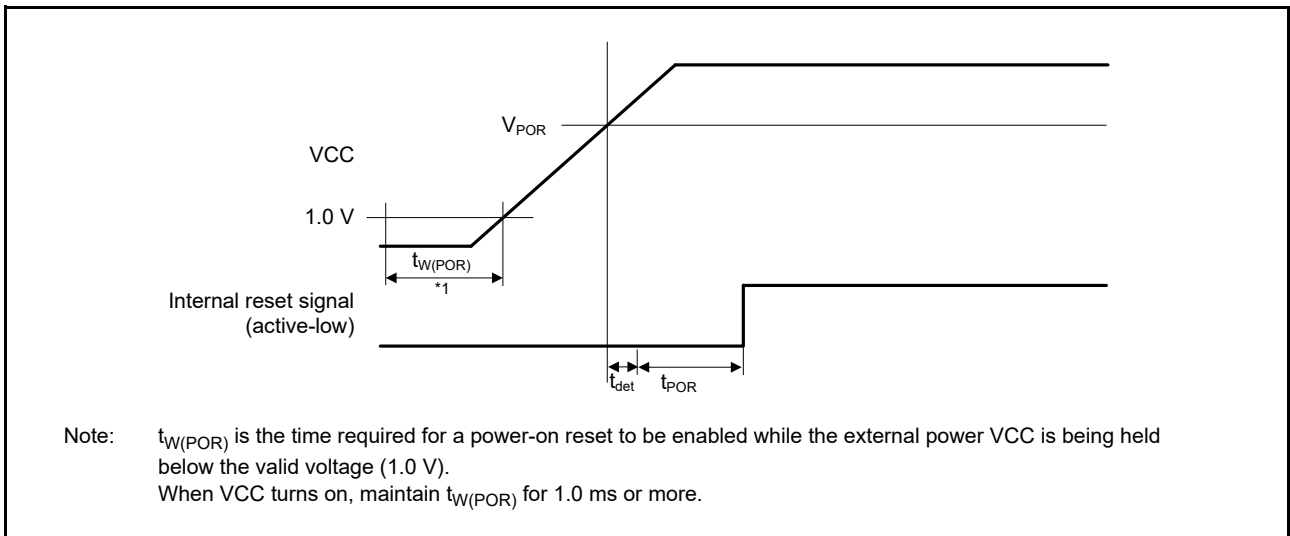 V_POR
VCC
1.0 V
t_W(POR)
*1
Internal reset signal
(active-low)
t_det t_POR
Note: t_W(POR) is the time required for a power-on reset to be enabled while the external power VCC is being held
below the valid voltage (1.0 V).
When VCC turns on, maintain t_W(POR) for 1.0 ms or more.